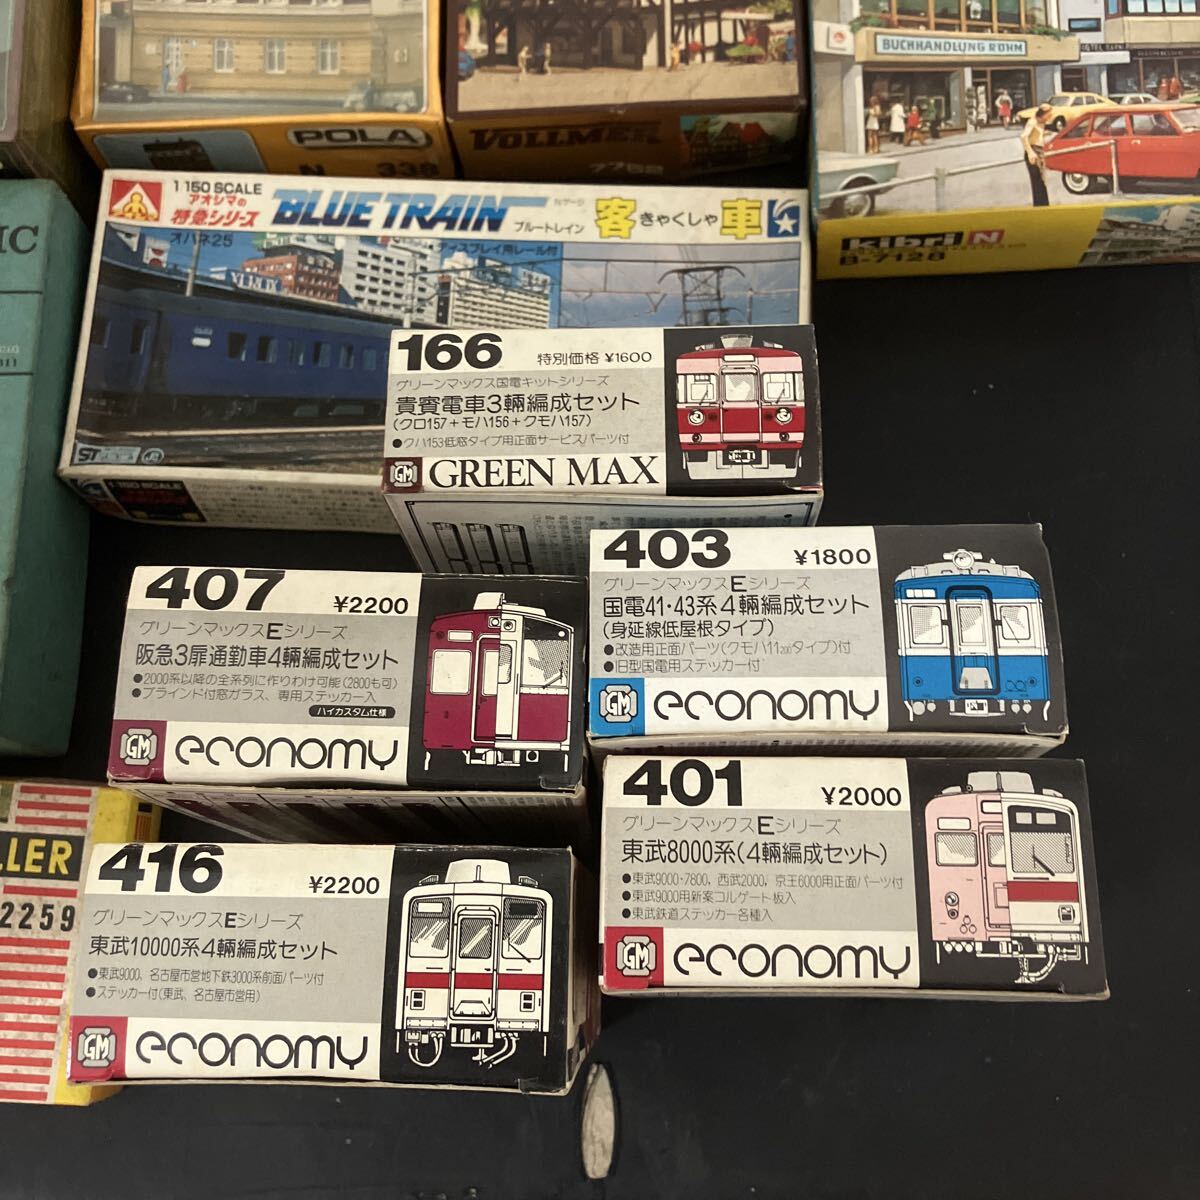 BUCHHANDLUNG RÖHM
POLA
N 339
VOLLMER
kibri N
B-7128
IC
1 150 SCALE
アオシマの
特急シリーズ
BLUE TRAIN
ブルートレイン
Nゲージ
客きゃくしゃ車
オハネ25
ディスプレイ用レール付
ST
1 150 SCALE
166
特別価格 ¥1600
グリーンマックス国電キットシリーズ
貴賓電車3輌編成セット
(クロ157+モハ156+クモハ157)
●クハ153低窓タイプ用正面サービスパーツ付
GM GREEN MAX
403
¥1800
グリーンマックスEシリーズ
国電41・43系4輌編成セット
(身延線低屋根タイプ)
●改造用正面パーツ(クモハ11200タイプ)付
●旧型国電用ステッカー付
GM economy
407
¥2200
グリーンマックスEシリーズ
阪急3扉通勤車4輌編成セット
●2000系以降の全系列に作りわけ可能(2800も可)
●ブラインド付窓ガラス、専用ステッカー入
ハイカスタム仕様
GM economy
401
¥2000
グリーンマックスEシリーズ
東武8000系(4輌編成セット)
●東武9000・7800, 西武2000, 京王6000用正面パーツ付
●東武9000用新案コルゲート板入
●東武鉄道ステッカー各種入
GM economy
LLER
2259
416
¥2200
グリーンマックスEシリーズ
東武10000系4輌編成セット
●東武9000, 名古屋市営地下鉄3000系前面パーツ付
●ステッカー付(東武、名古屋市営用)
GM economy